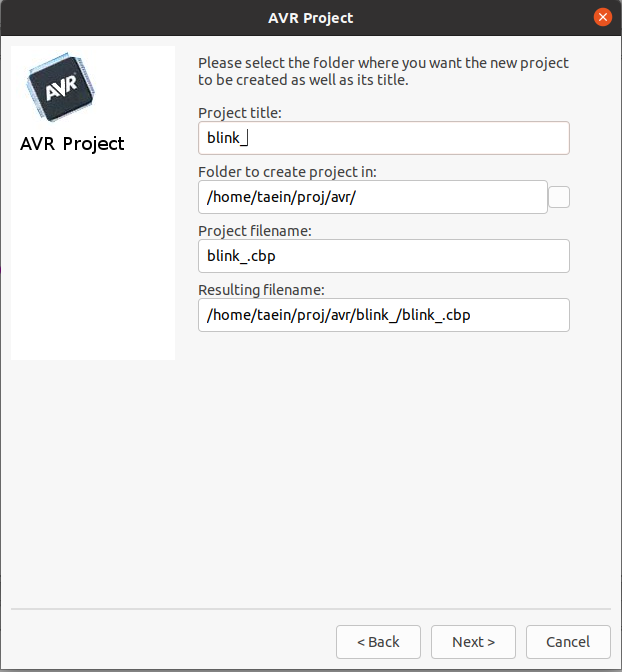 AVR Project
AVR
AVR Project
Please select the folder where you want the new project
to be created as well as its title.
Project title:
blink_
Folder to create project in:
/home/taein/proj/avr/
Project filename:
blink_.cbp
Resulting filename:
/home/taein/proj/avr/blink_/blink_.cbp
< Back
Next >
Cancel